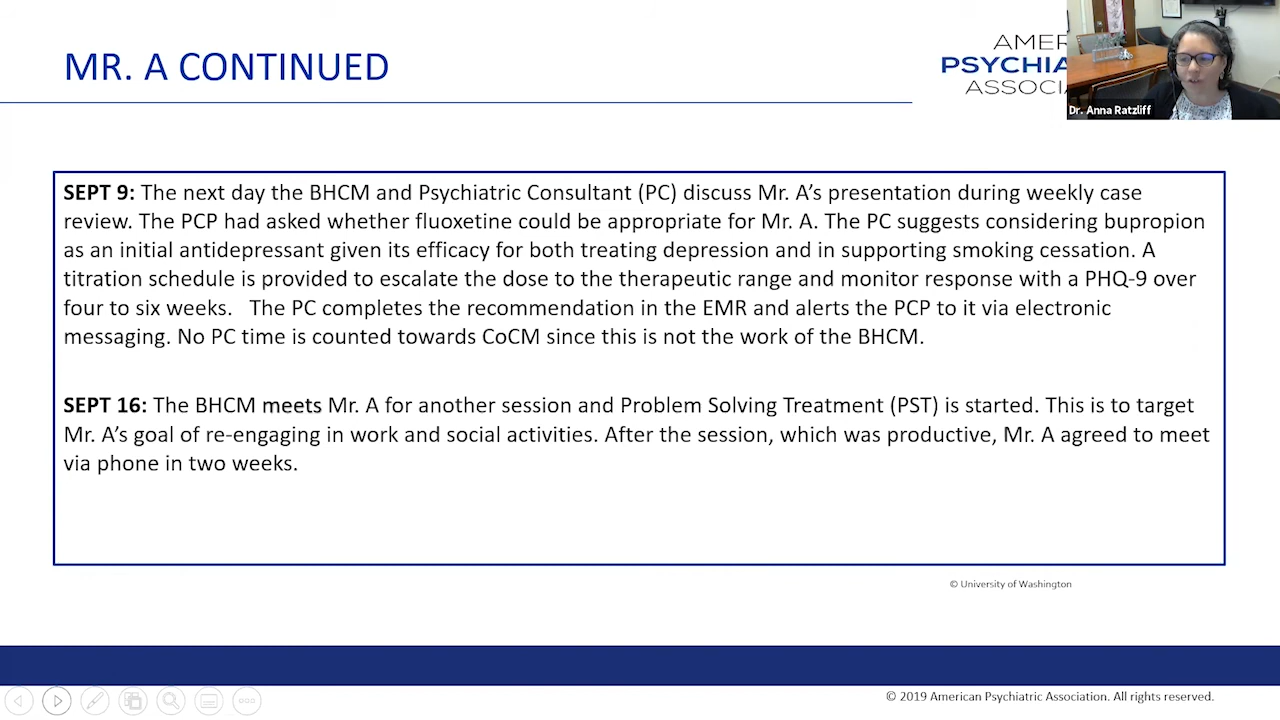 MR. A CONTINUED
AMER
PSYCHIA
ASSOCIA
Dr. Anna Ratzliff
SEPT 9: The next day the BHCM and Psychiatric Consultant (PC) discuss Mr. A’s presentation during weekly case
review. The PCP had asked whether fluoxetine could be appropriate for Mr. A. The PC suggests considering bupropion
as an initial antidepressant given its efficacy for both treating depression and in supporting smoking cessation. A
titration schedule is provided to escalate the dose to the therapeutic range and monitor response with a PHQ-9 over
four to six weeks. The PC completes the recommendation in the EMR and alerts the PCP to it via electronic
messaging. No PC time is counted towards CoCM since this is not the work of the BHCM.
SEPT 16: The BHCM meets Mr. A for another session and Problem Solving Treatment (PST) is started. This is to target
Mr. A’s goal of re-engaging in work and social activities. After the session, which was productive, Mr. A agreed to meet
via phone in two weeks.
© University of Washington
© 2019 American Psychiatric Association. All rights reserved.